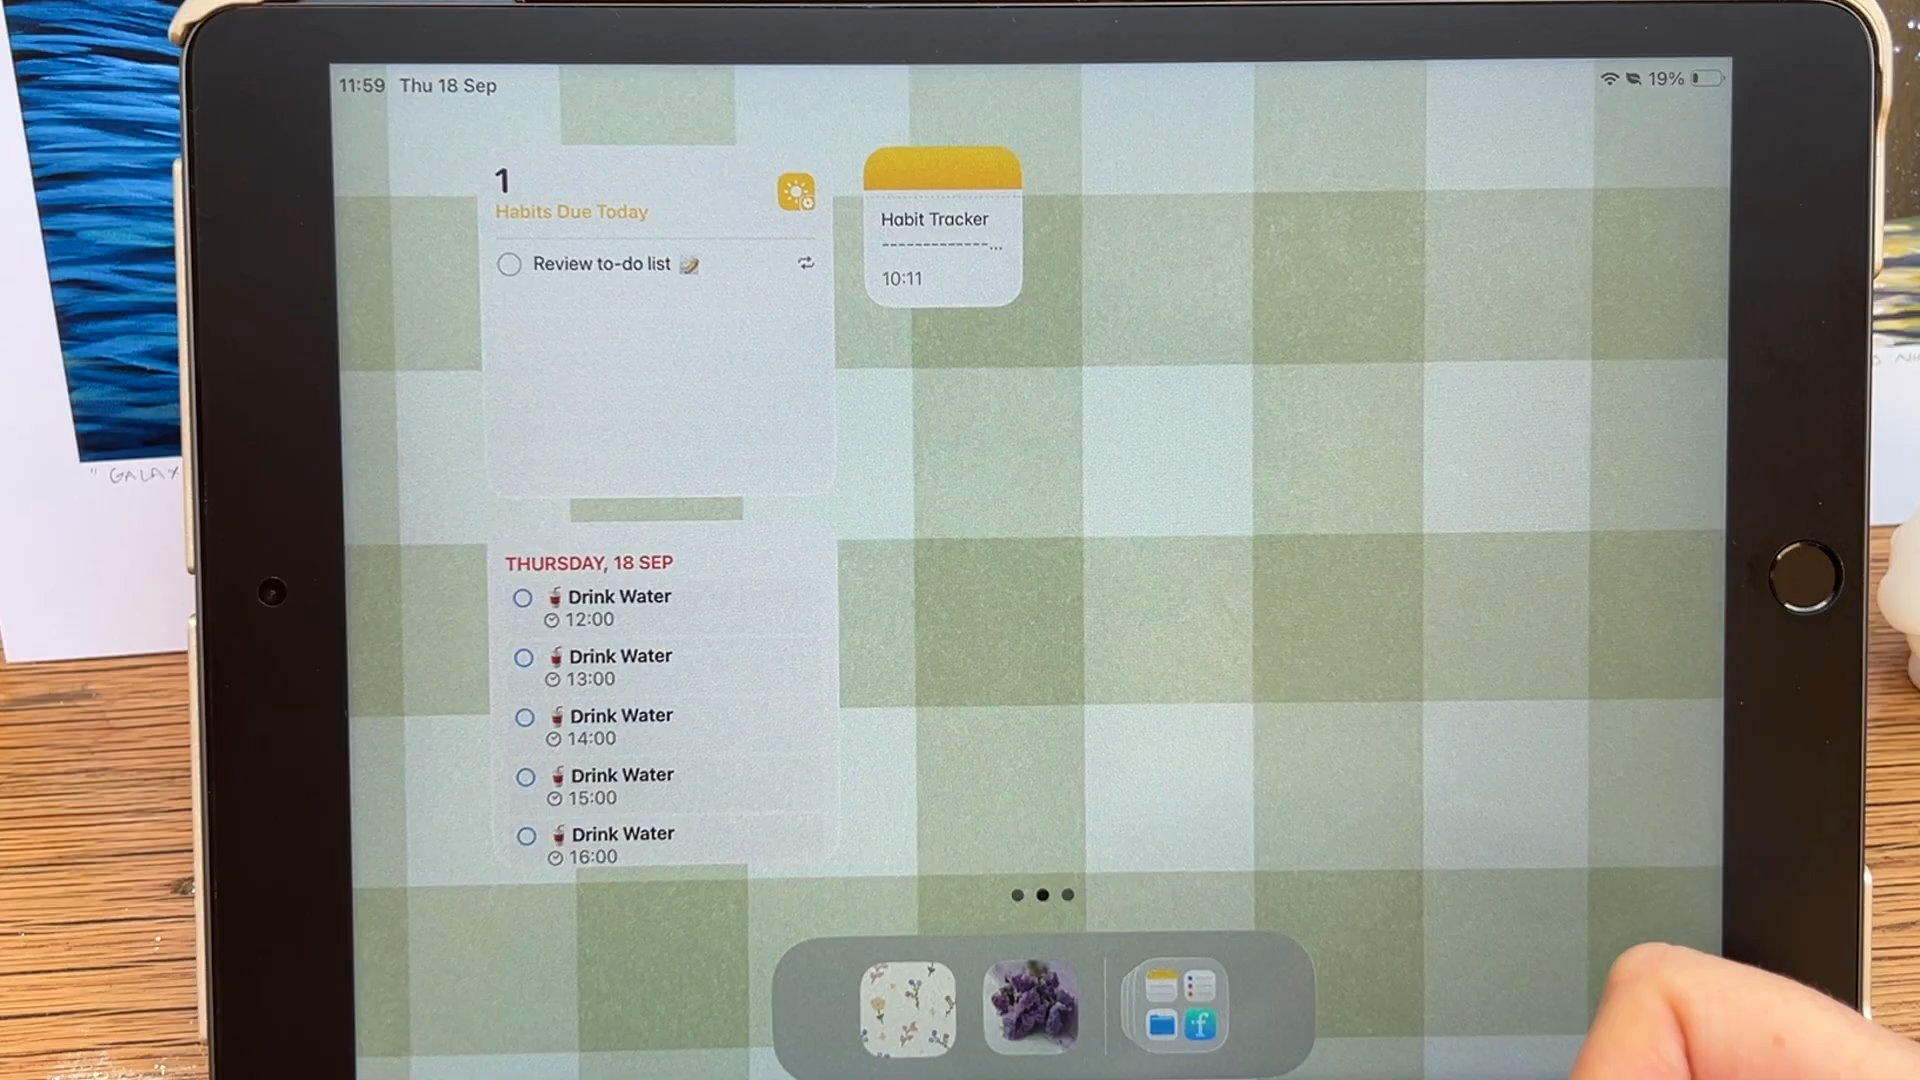 11:59 Thu 18 Sep
19%
1
Habits Due Today
Review to-do list
Habit Tracker
-------------...
10:11
THURSDAY, 18 SEP
Drink Water
12:00
Drink Water
13:00
Drink Water
14:00
Drink Water
15:00
Drink Water
16:00
" GALAX